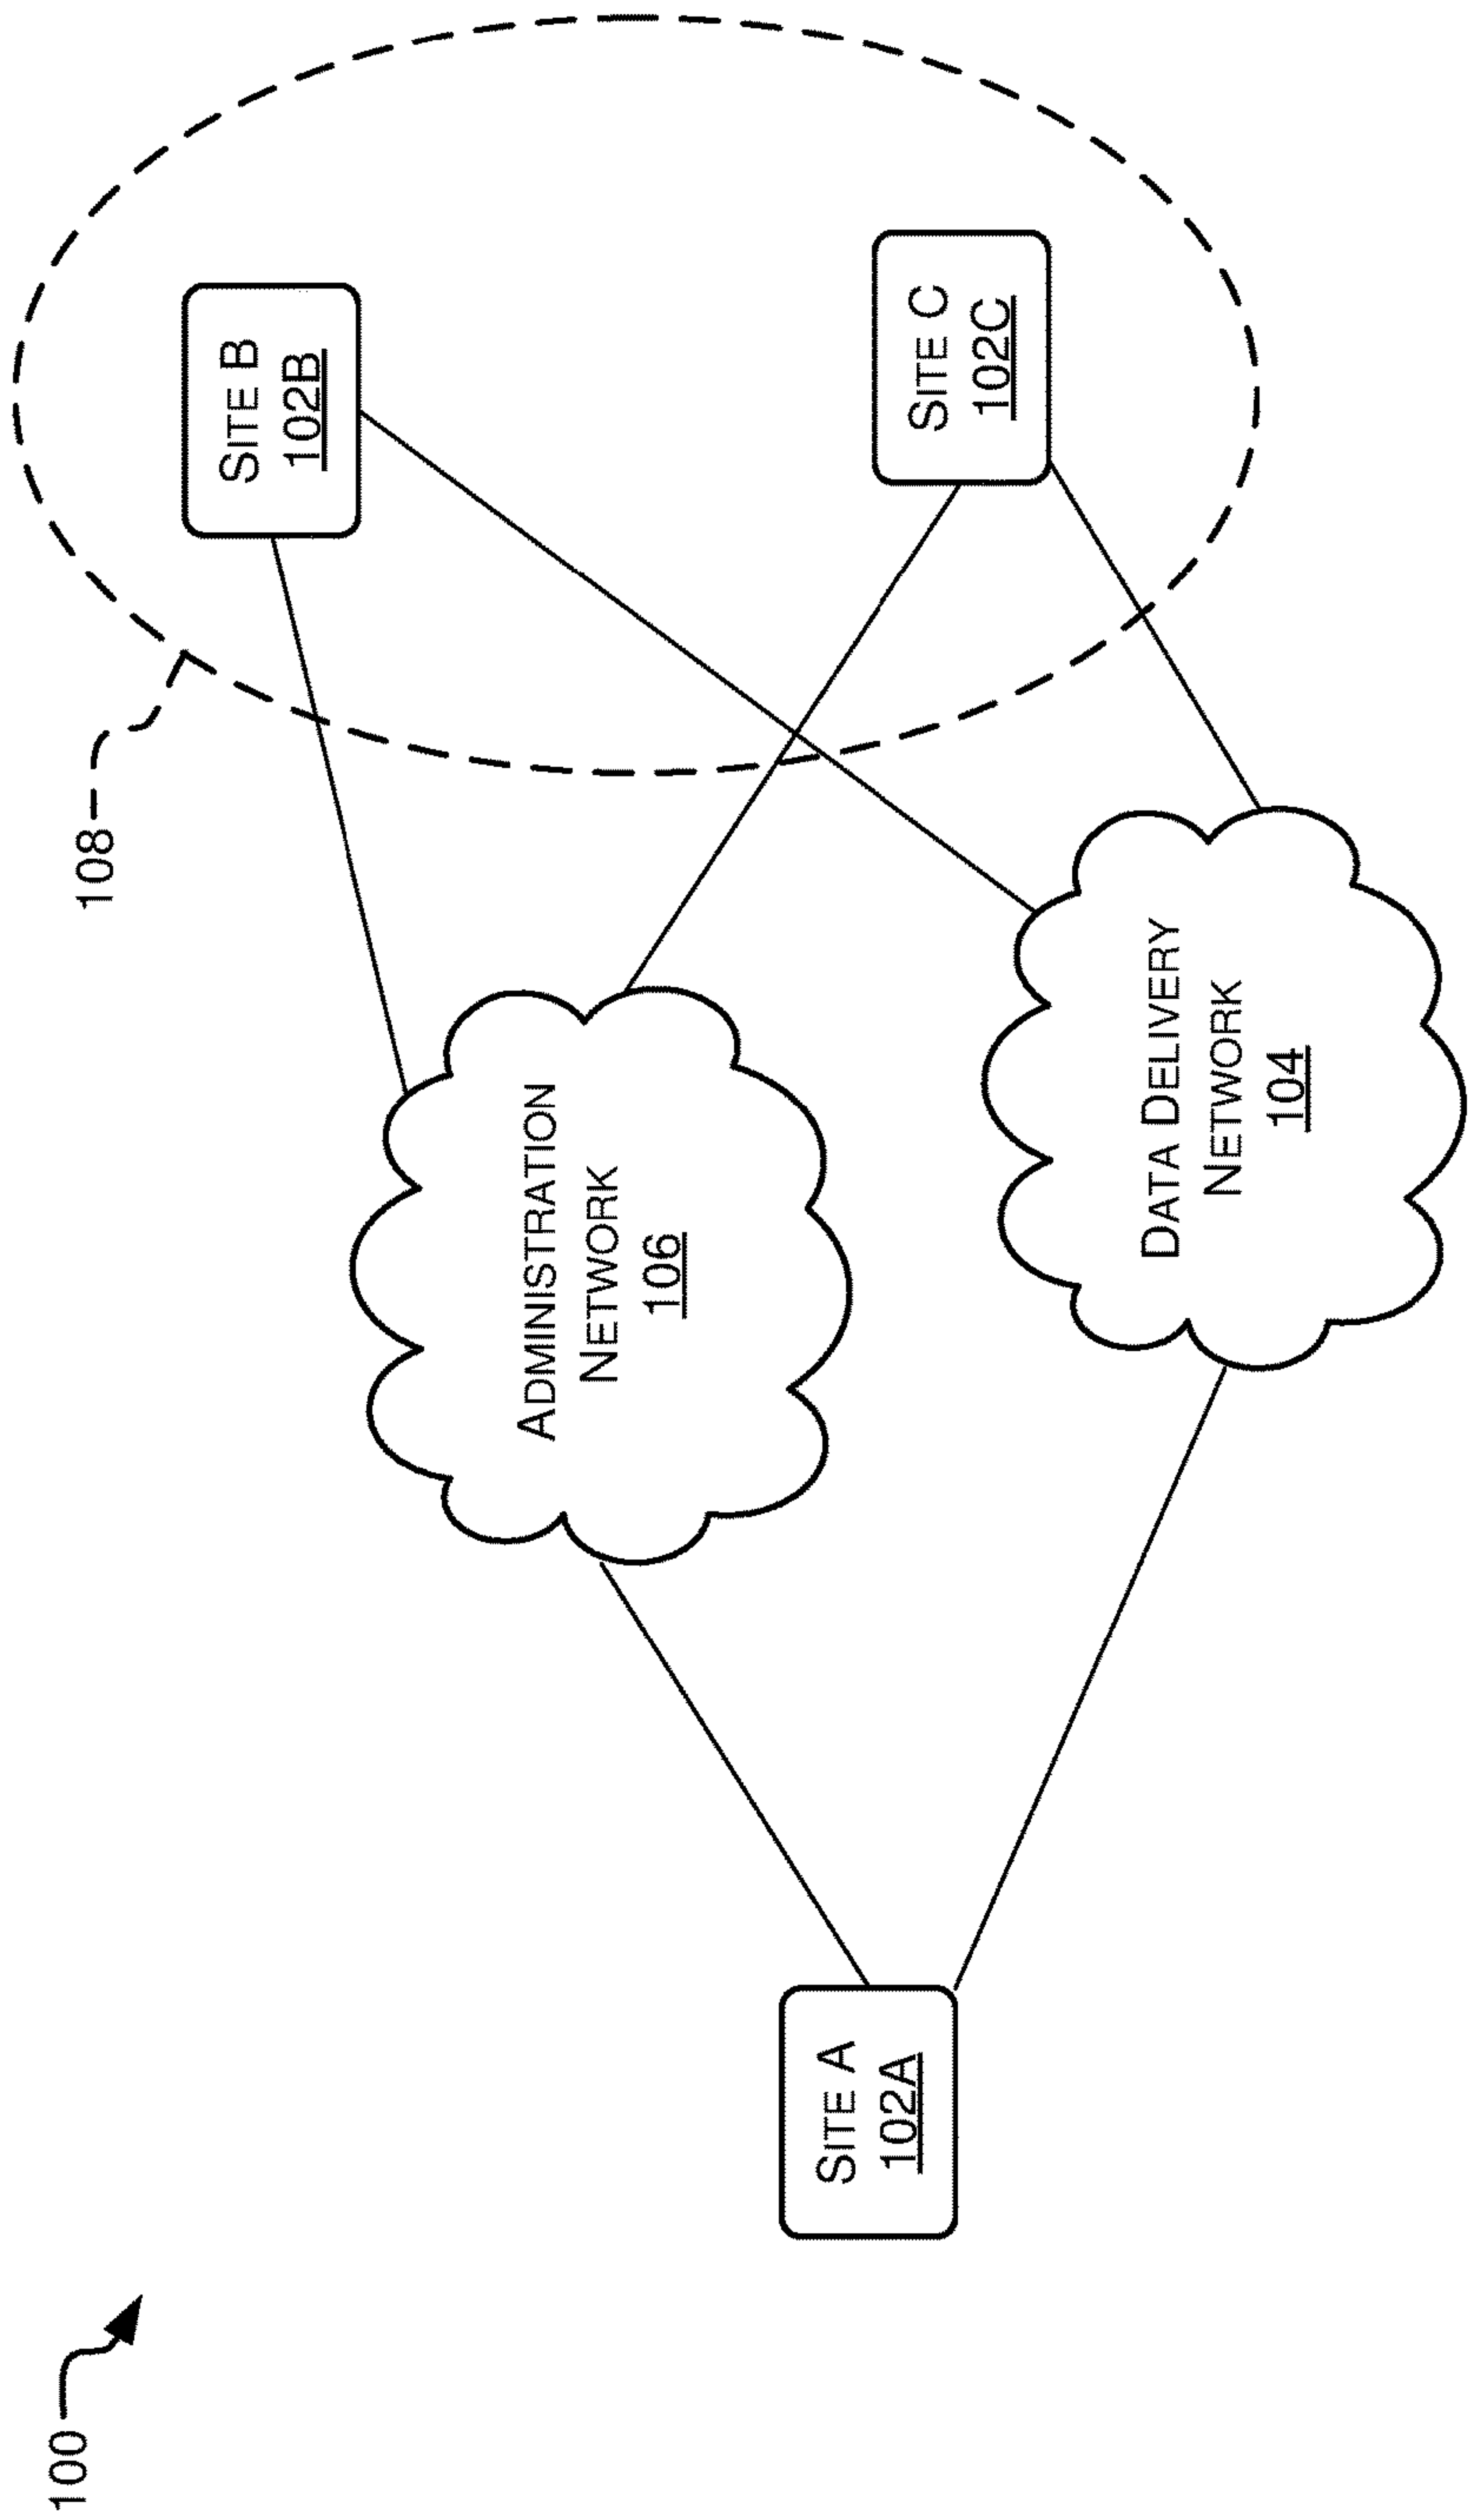 100
108
SITE B
102B
ADMINISTRATION
NETWORK
106
SITE A
102A
SITE C
102C
DATA DELIVERY
NETWORK
104